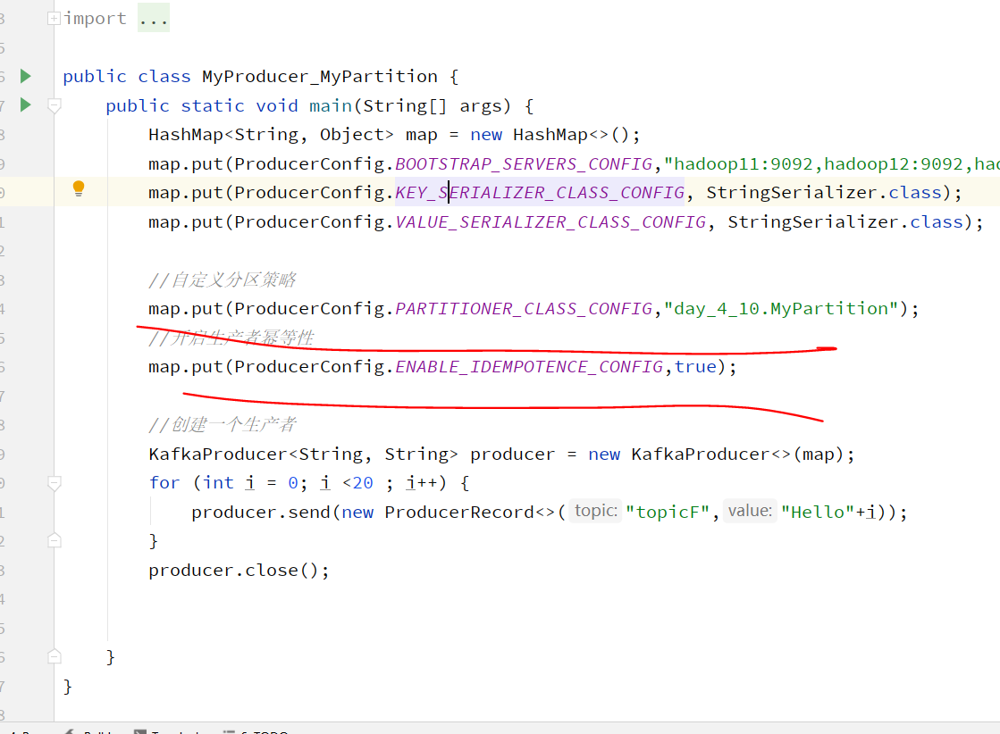 import ...
public class MyProducer_MyPartition {
public static void main(String[] args) {
HashMap<String, Object> map = new HashMap<>();
map.put(ProducerConfig.BOOTSTRAP_SERVERS_CONFIG,"hadoop11:9092,hadoop12:9092,had
map.put(ProducerConfig.KEY_SERIALIZER_CLASS_CONFIG, StringSerializer.class);
map.put(ProducerConfig.VALUE_SERIALIZER_CLASS_CONFIG, StringSerializer.class);
//自定义分区策略
map.put(ProducerConfig.PARTITIONER_CLASS_CONFIG,"day_4_10.MyPartition");
//开启生产者幂等性
map.put(ProducerConfig.ENABLE_IDEMPOTENCE_CONFIG,true);
//创建一个生产者
KafkaProducer<String, String> producer = new KafkaProducer<>(map);
for (int i = 0; i <20 ; i++) {
producer.send(new ProducerRecord<>( topic: "topicF", value: "Hello"+i));
}
producer.close();
}
}